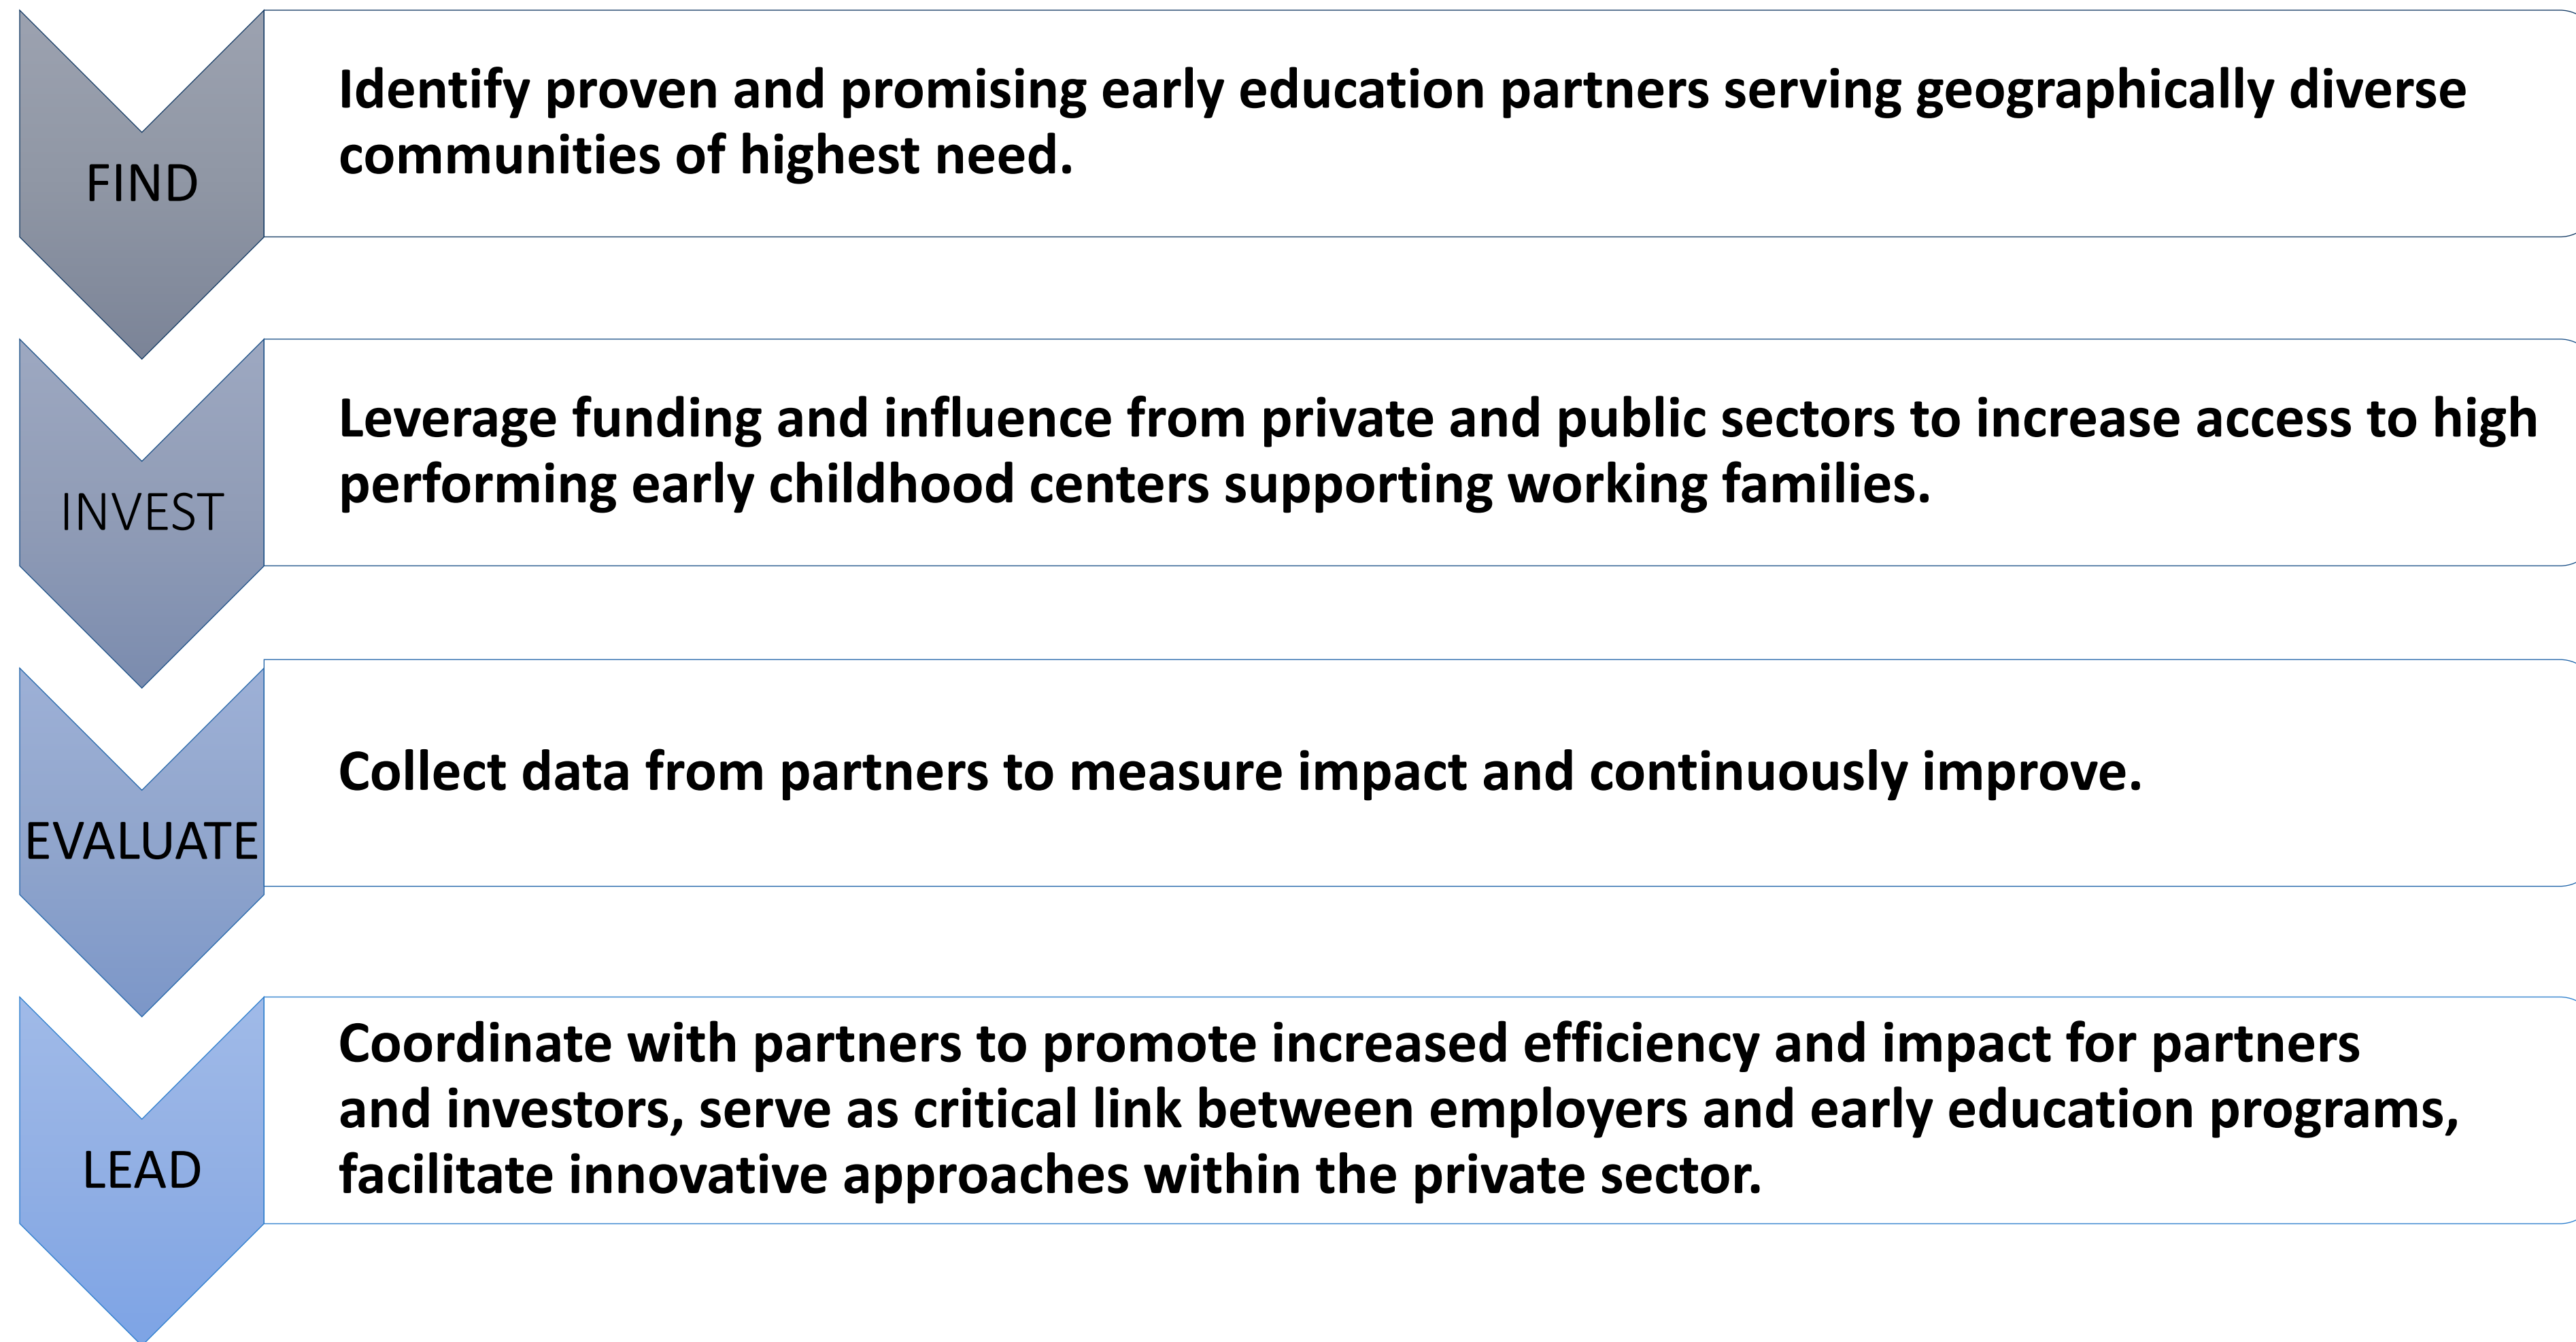 FIND
Identify proven and promising early education partners serving geographically diverse
communities of highest need.
INVEST
Leverage funding and influence from private and public sectors to increase access to high
performing early childhood centers supporting working families.
EVALUATE
Collect data from partners to measure impact and continuously improve.
LEAD
Coordinate with partners to promote increased efficiency and impact for partners
and investors, serve as critical link between employers and early education programs,
facilitate innovative approaches within the private sector.